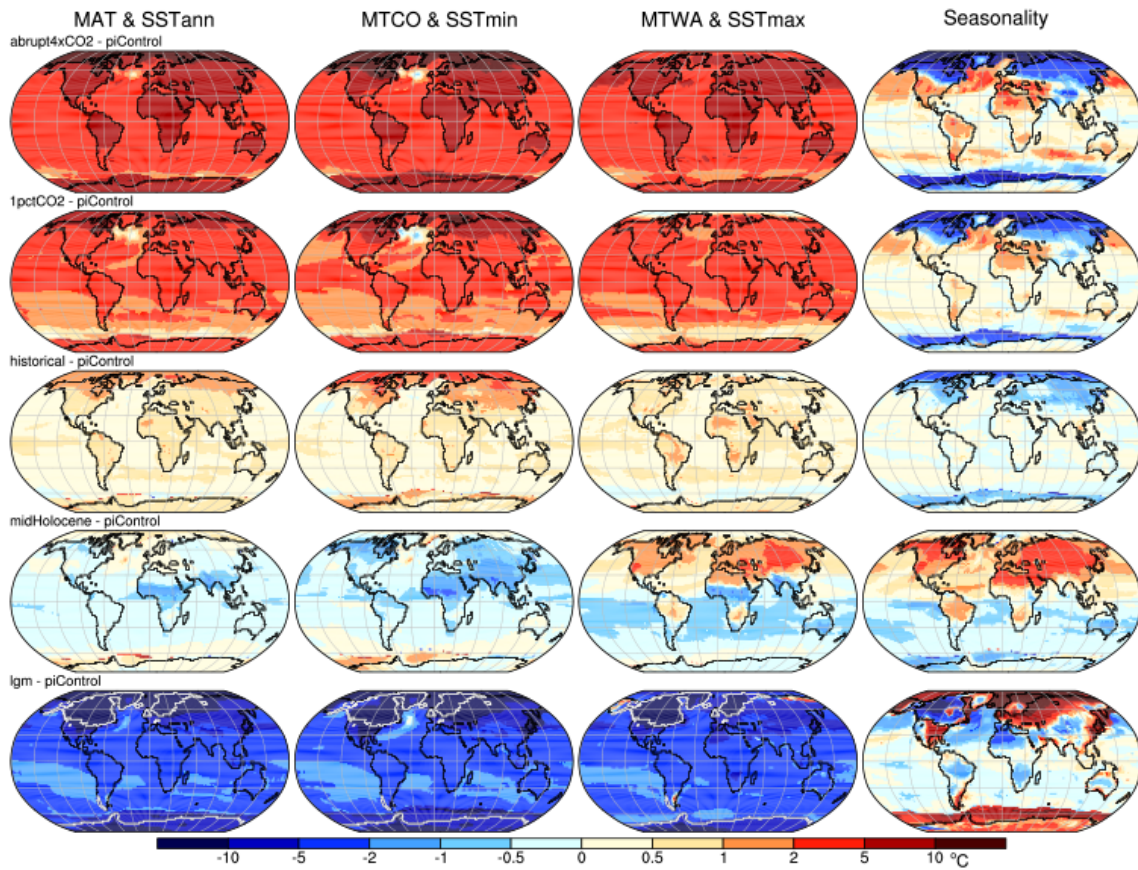 MAT & SSTann MTCO & SSTmin MTWA & SSTmax Seasonality
abrupt4xCO2 - piControl
1pctCO2 - piControl
historical - piControl
midHolocene - piControl
lgm - piControl
-10 -5 -2 -1 -0.5 0 0.5 1 2 5 10 °C